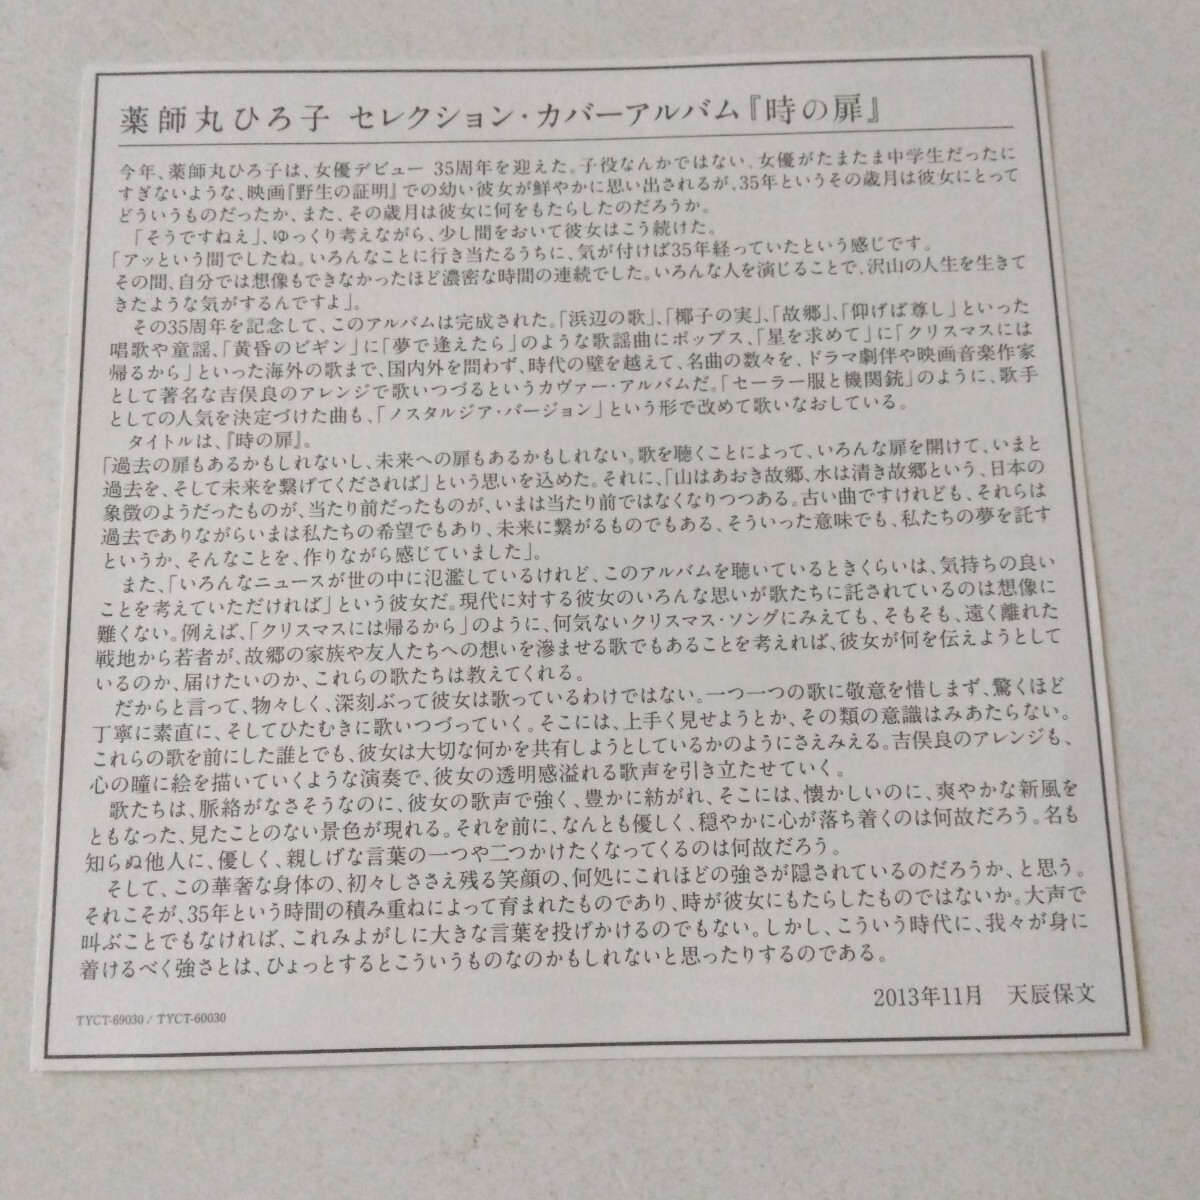 薬師丸ひろ子 セレクション・カバーアルバム『時の扉』
今年、薬師丸ひろ子は、女優デビュー 35周年を迎えた。子役なんかではない、女優がたまたま中学生だったに
すぎないような、映画『野生の証明』での幼い彼女が鮮やかに思い出されるが、35年というその歳月は彼女にとって
どういうものだったか、また、その歳月は彼女に何をもたらしたのだろうか。
「そうですねえ」、ゆっくり考えながら、少し間をおいて彼女はこう続けた。
「アッという間でしたね。いろんなことに行き当たるうちに、気が付けば35年経っていたという感じです。
その間、自分では想像もできなかったほど濃密な時間の連続でした。いろんな人を演じることで、沢山の人生を生きて
きたような気がするんですよ」。
その35周年を記念して、このアルバムは完成された。「浜辺の歌」、「椰子の実」、「故郷」、「仰げば尊し」といった
唱歌や童謡、「黄昏のビギン」に「夢で逢えたら」のような歌謡曲にポップス、「星を求めて」に「クリスマスには
帰るから」といった海外の歌まで、国内外を問わず、時代の壁を越えて、名曲の数々を、ドラマ劇伴や映画音楽作家
として著名な吉俣良のアレンジで歌いつづるというカヴァー・アルバムだ。「セーラー服と機関銃」のように、歌手
としての人気を決定づけた曲も、「ノスタルジア・バージョン」という形で改めて歌いなおしている。
タイトルは、『時の扉』。
「過去の扉もあるかもしれないし、未来への扉もあるかもしれない。歌を聴くことによって、いろんな扉を開けて、いまと
過去を、そして未来を繋げてくだされば」という思いを込めた。それに、「山はあおき故郷、水は清き故郷という、日本の
象徴のようだったものが、当たり前だったものが、いまは当たり前ではなくなりつつある。古い曲ですけれども、それらは
過去でありながらいまは私たちの希望でもあり、未来に繋がるものでもある、そういった意味でも、私たちの夢を託す
というか、そんなことを、作りながら感じていました」。
また、「いろんなニュースが世の中に氾濫しているけれど、このアルバムを聴いているときくらいは、気持ちの良い
ことを考えていただければ」という彼女だ。現代に対する彼女のいろんな思いが歌たちに託されているのは想像に
難くない。例えば、「クリスマスには帰るから」のように、何気ないクリスマス・ソングにみえても、そもそも、遠く離れた
戦地から若者が、故郷の家族や友人たちへの想いを滲ませる歌でもあることを考えれば、彼女が何を伝えようとして
いるのか、届けたいのか、これらの歌たちは教えてくれる。
だからと言って、物々しく、深刻ぶって彼女は歌っているわけではない。一つ一つの歌に敬意を惜しまず、驚くほど
丁寧に素直に、そしてひたむきに歌いつづっていく。そこには、上手く見せようとか、その類の意識はみあたらない。
これらの歌を前にした誰とでも、彼女は大切な何かを共有しようとしているかのようにさえみえる。吉俣良のアレンジも、
心の瞳に絵を描いていくような演奏で、彼女の透明感溢れる歌声を引き立たせていく。
歌たちは、脈絡がなさそうなのに、彼女の歌声で強く、豊かに紡がれ、そこには、懐かしいのに、爽やかな新風を
ともなった、見たことのない景色が現れる。それを前に、なんとも優しく、穏やかに心が落ち着くのは何故だろう。名も
知らぬ他人に、優しく、親しげな言葉の一つや二つかけたくなってくるのは何故だろう。
そして、この華奢な身体の、初々しささえ残る笑顔の、何処にこれほどの強さが隠されているのだろうか、と思う。
それこそが、35年という時間の積み重ねによって育まれたものであり、時が彼女にもたらしたものではないか。大声で
叫ぶことでもなければ、これみよがしに大きな言葉を投げかけるのでもない。しかし、こういう時代に、我々が身に
着けるべく強さとは、ひょっとするとこういうものなのかもしれないと思ったりするのである。
2013年11月 天辰保文
TYCT-69030 / TYCT-60030